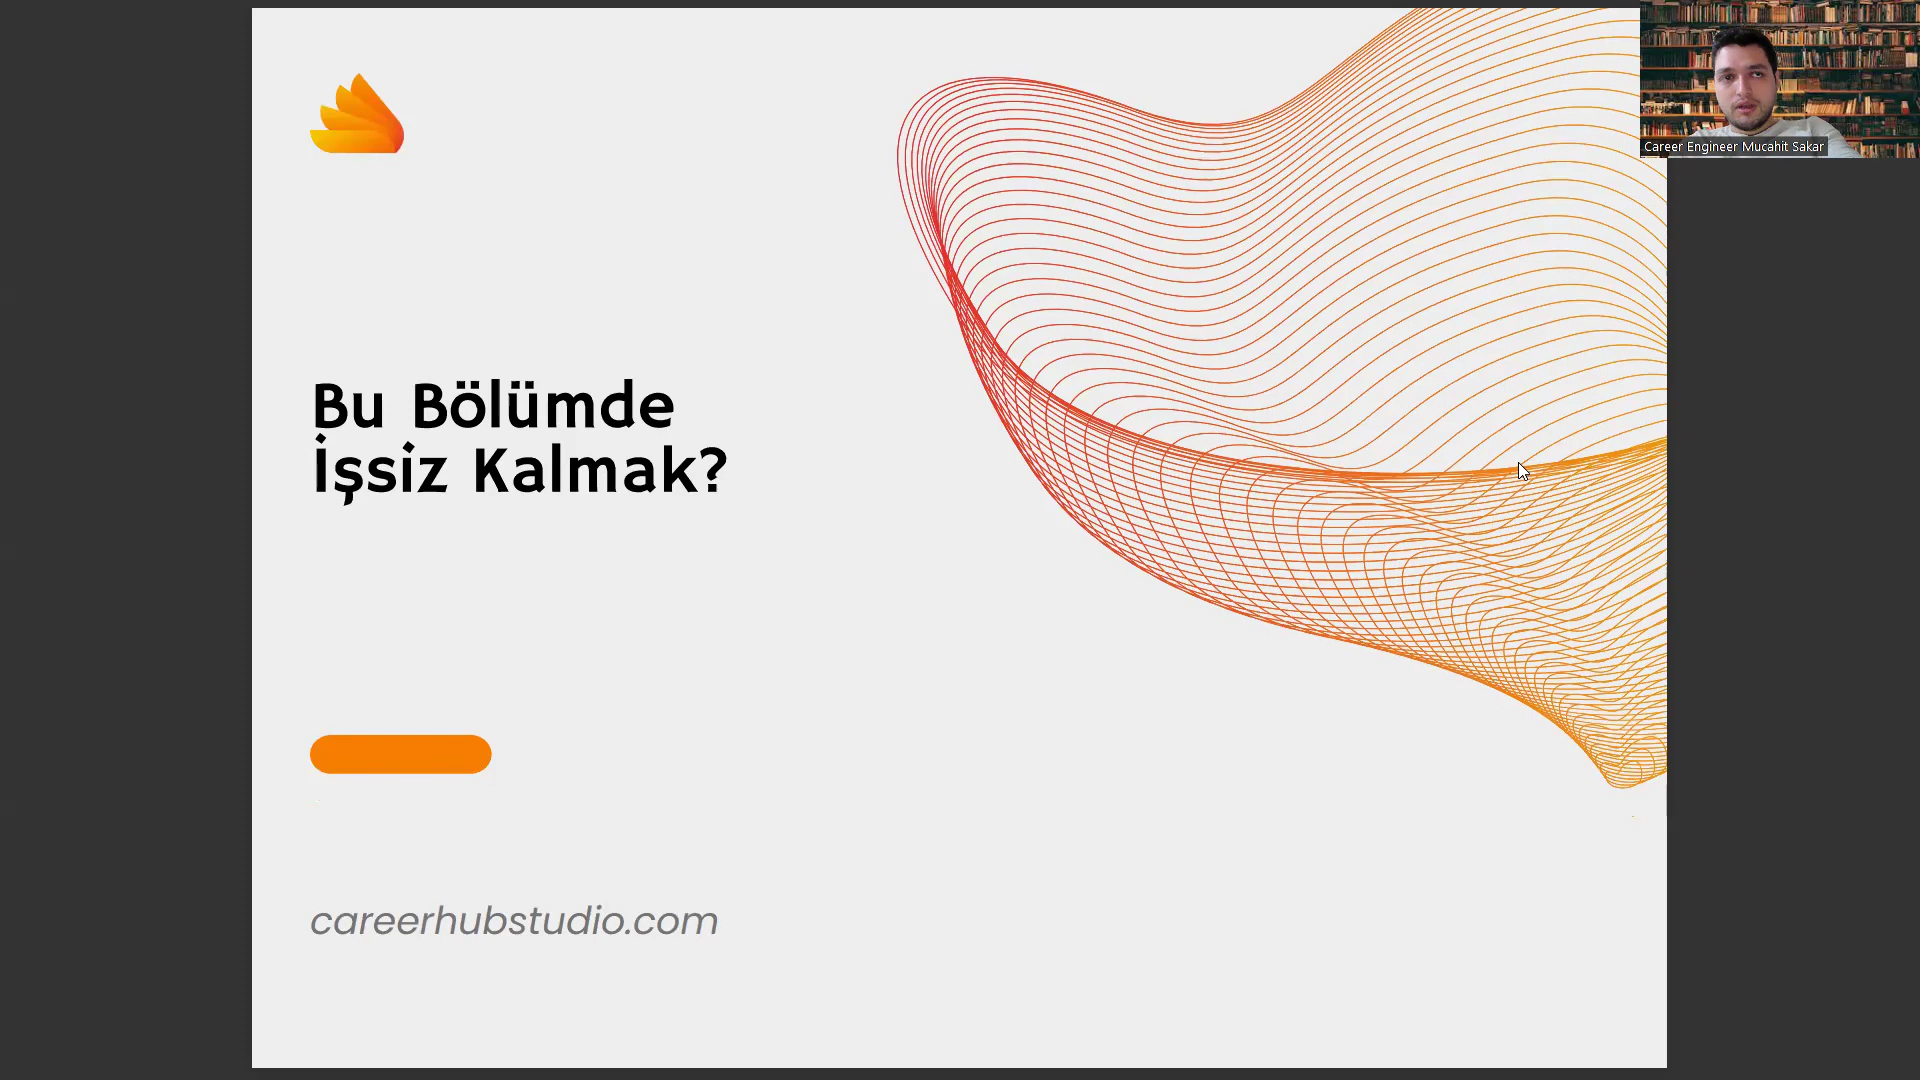 Career Engineer Mucahit Sakar
Bu Bölümde
İşsiz Kalmak?
careerhubstudio.com